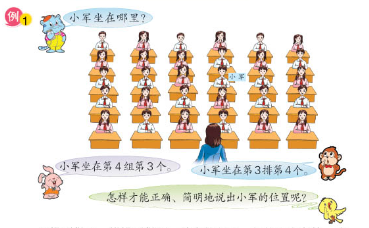 例1
小军坐在哪里?
小军
小军坐在第4组第3个。
小军坐在第3排第4个。
怎样才能正确、简明地说出小军的位置呢?